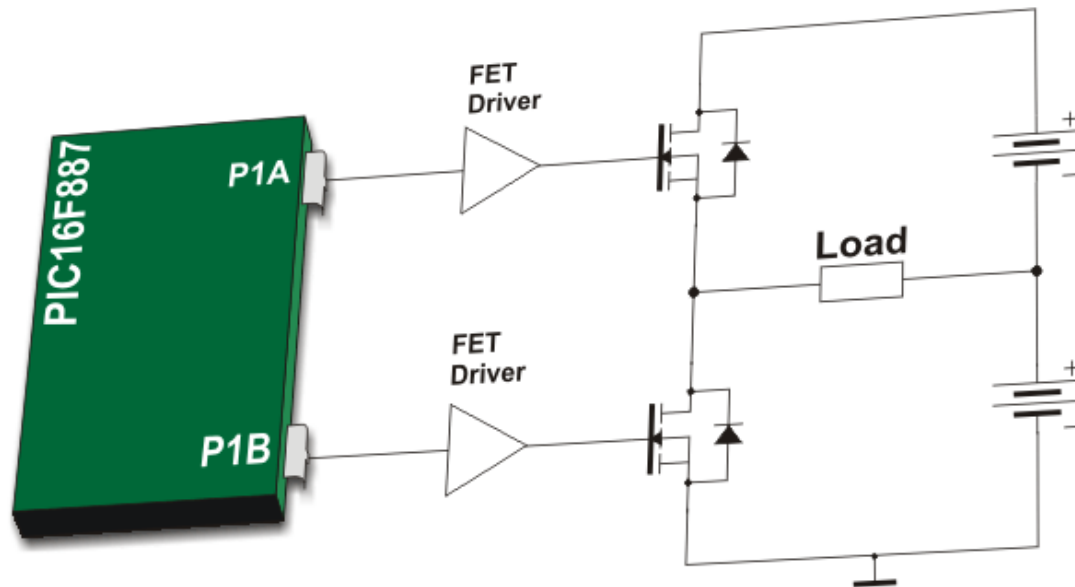 PIC16F887
P1A
FET
Driver
+
−
Load
P1B
FET
Driver
+
−